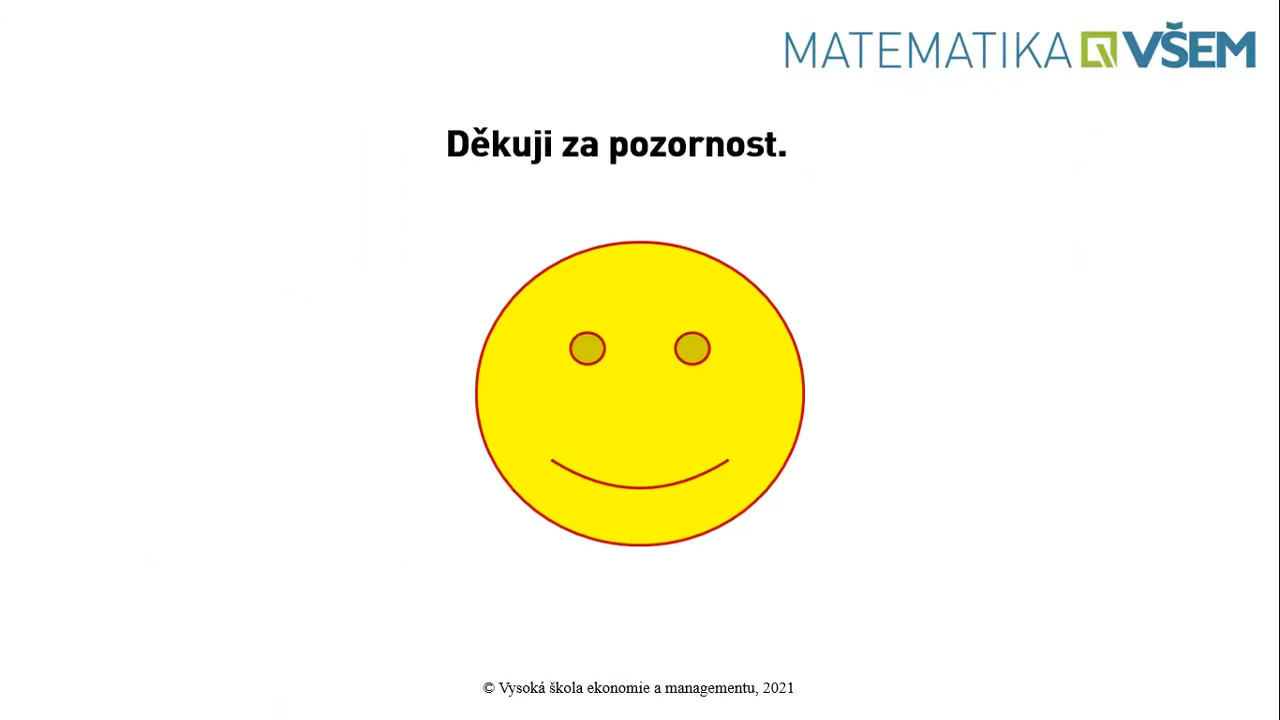 MATEMATIKA VŠEM
Děkuji za pozornost.
© Vysoká škola ekonomie a managementu, 2021